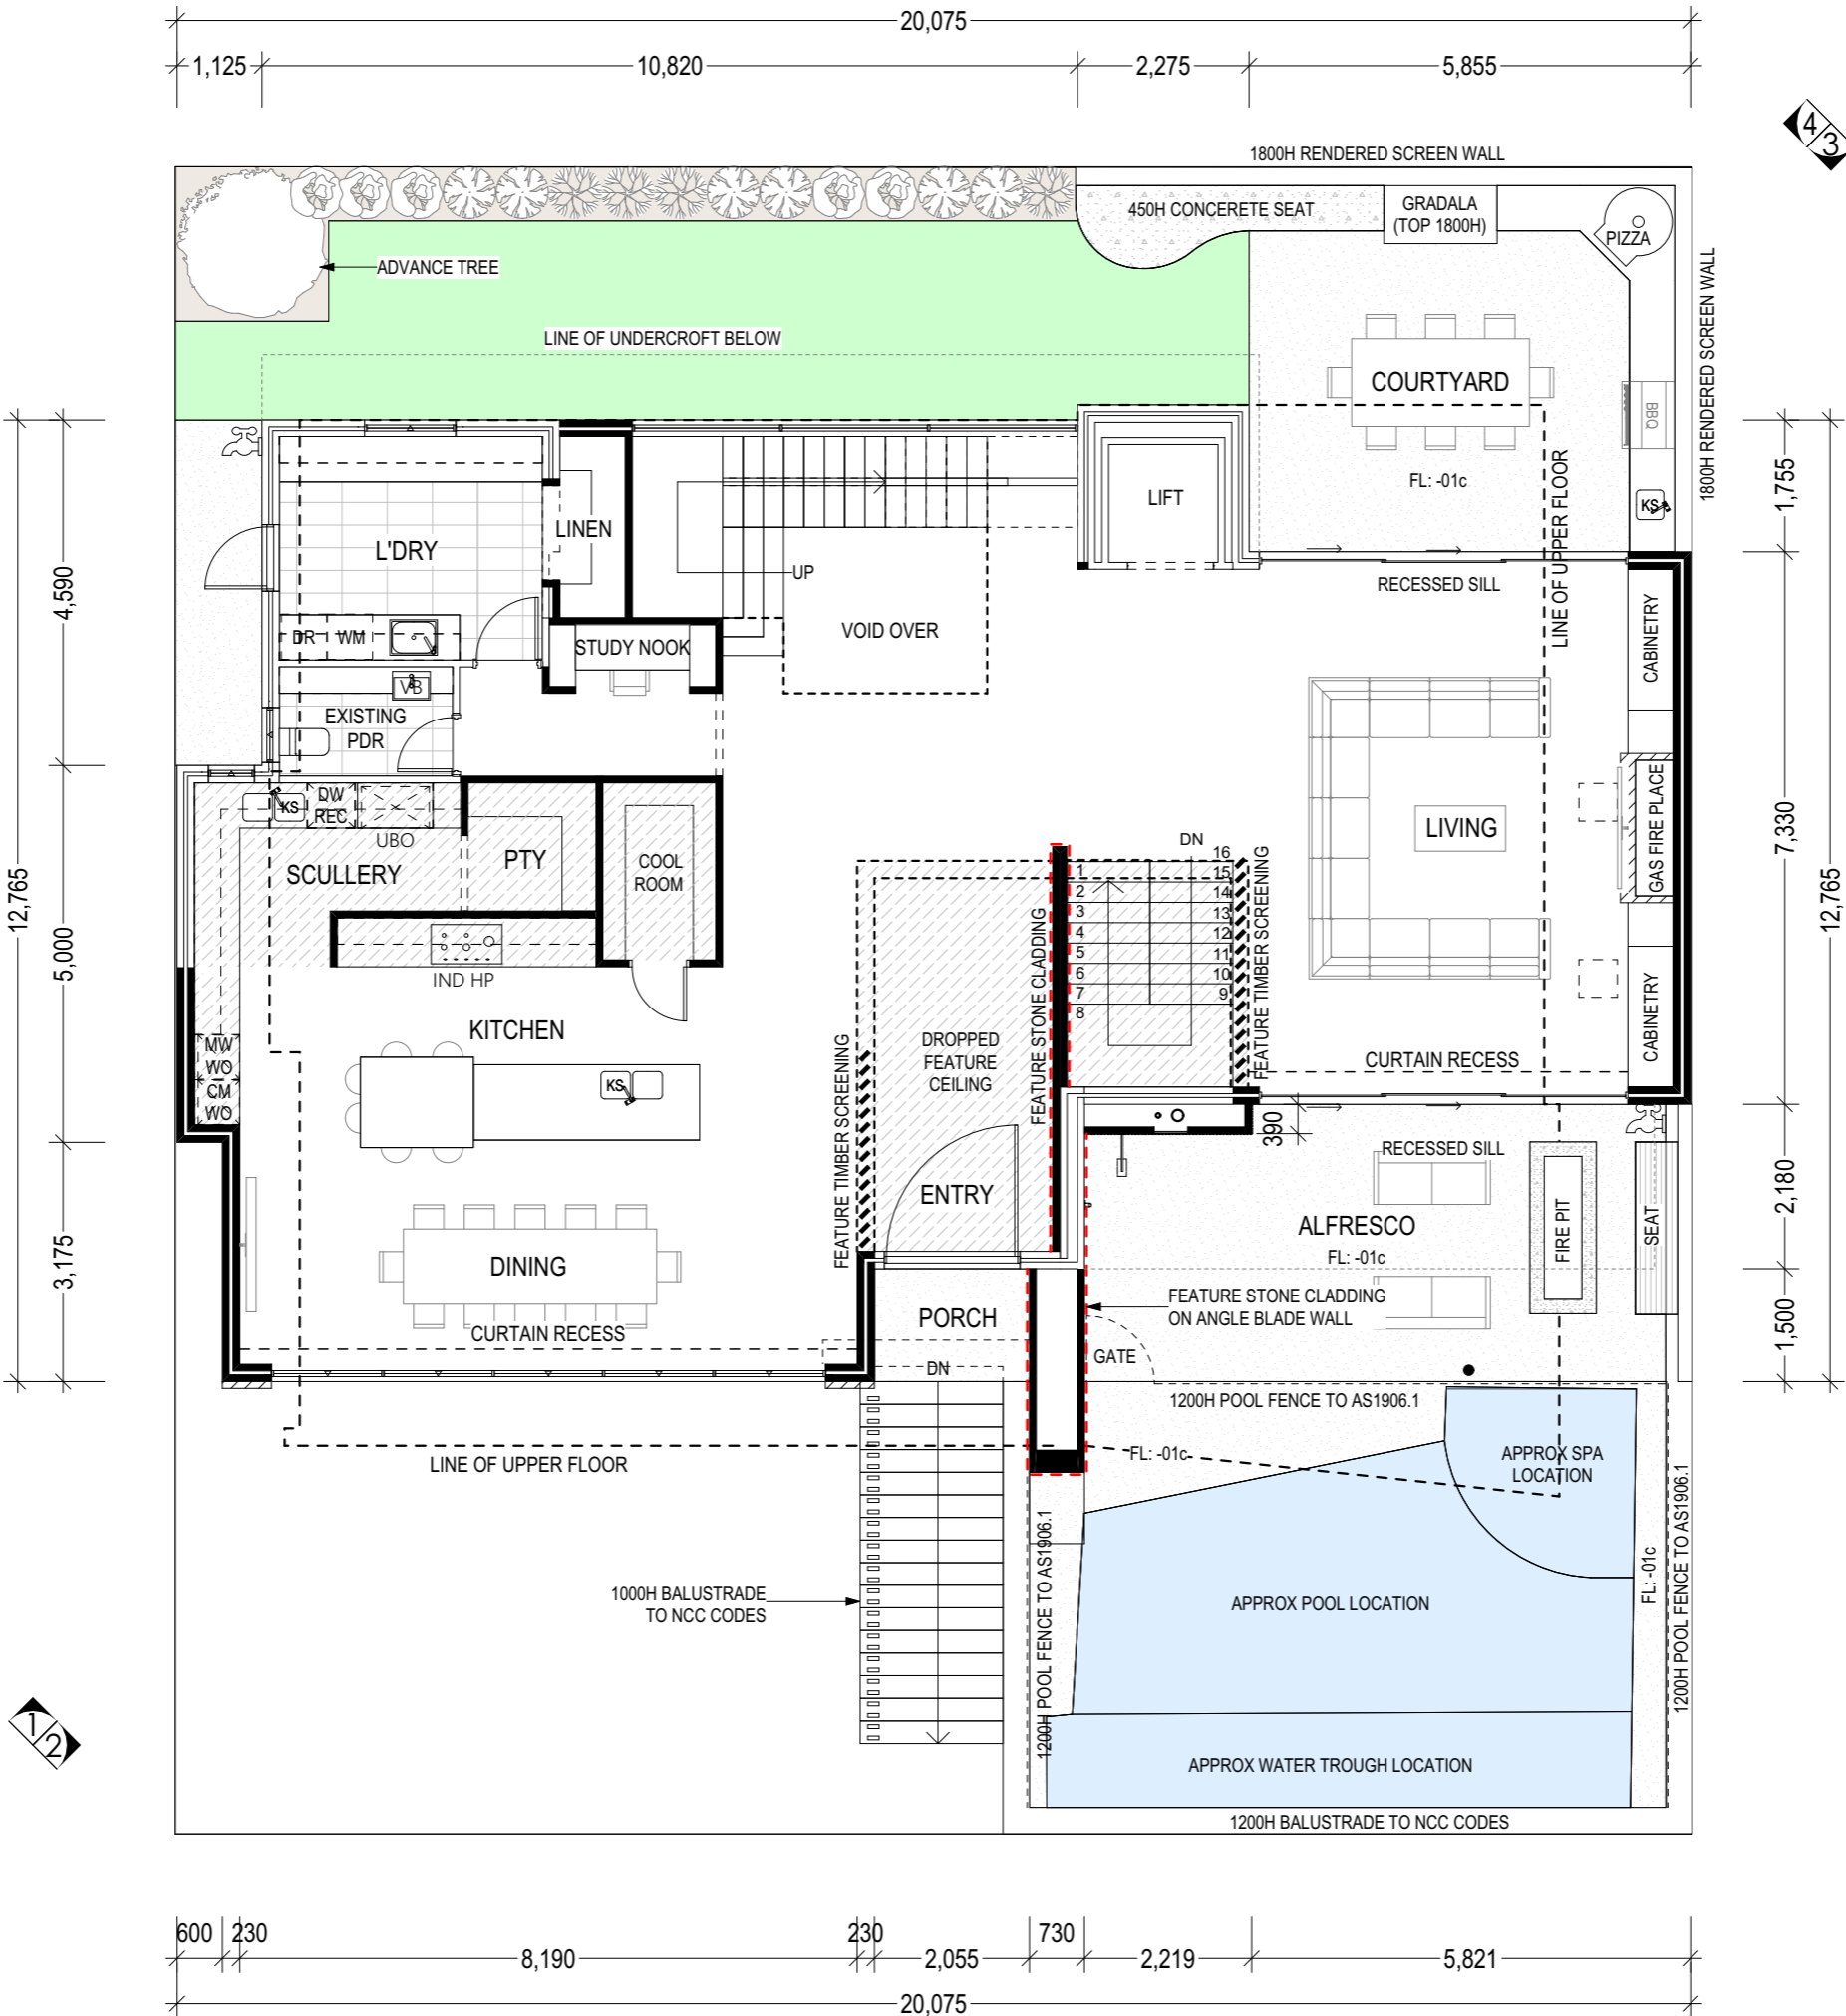 20,075
1,125
10,820
2,275
5,855
4
3
1800H RENDERED SCREEN WALL
450H CONCRETE SEAT
GRADALA
(TOP 1800H)
PIZZA
1800H RENDERED SCREEN WALL
ADVANCE TREE
LINE OF UNDERCROFT BELOW
COURTYARD
BBQ
FL: -01c
KS
LINE OF UPPER FLOOR
LIFT
LINEN
L'DRY
UP
RECESSED SILL
DR
WM
STUDY NOOK
VOID OVER
CABINETRY
VB
EXISTING
PDR
KS
DW
REC
UBO
SCULLERY
PTY
COOL
ROOM
LIVING
GAS FIRE PLACE
DN
16
1
15
2
14
3
13
4
12
5
11
6
10
7
9
8
FEATURE STONE CLADDING
FEATURE TIMBER SCREENING
IND HP
KITCHEN
DROPPED
FEATURE
CEILING
FEATURE TIMBER SCREENING
CABINETRY
CURTAIN RECESS
MW
WO
CM
WO
KS
390
RECESSED SILL
ENTRY
ALFRESCO
FL: -01c
FIRE PIT
SEAT
DINING
CURTAIN RECESS
PORCH
FEATURE STONE CLADDING
ON ANGLE BLADE WALL
GATE
DN
1200H POOL FENCE TO AS1906.1
LINE OF UPPER FLOOR
FL: -01c
APPROX SPA
LOCATION
1200H POOL FENCE TO AS1906.1
1000H BALUSTRADE
TO NCC CODES
APPROX POOL LOCATION
FL: -01c
1200H POOL FENCE TO AS1906.1
APPROX WATER TROUGH LOCATION
1200H BALUSTRADE TO NCC CODES
12,765
4,590
5,000
3,175
1,755
7,330
2,180
1,500
12,765
1
2
600
230
8,190
230
2,055
730
2,219
5,821
20,075